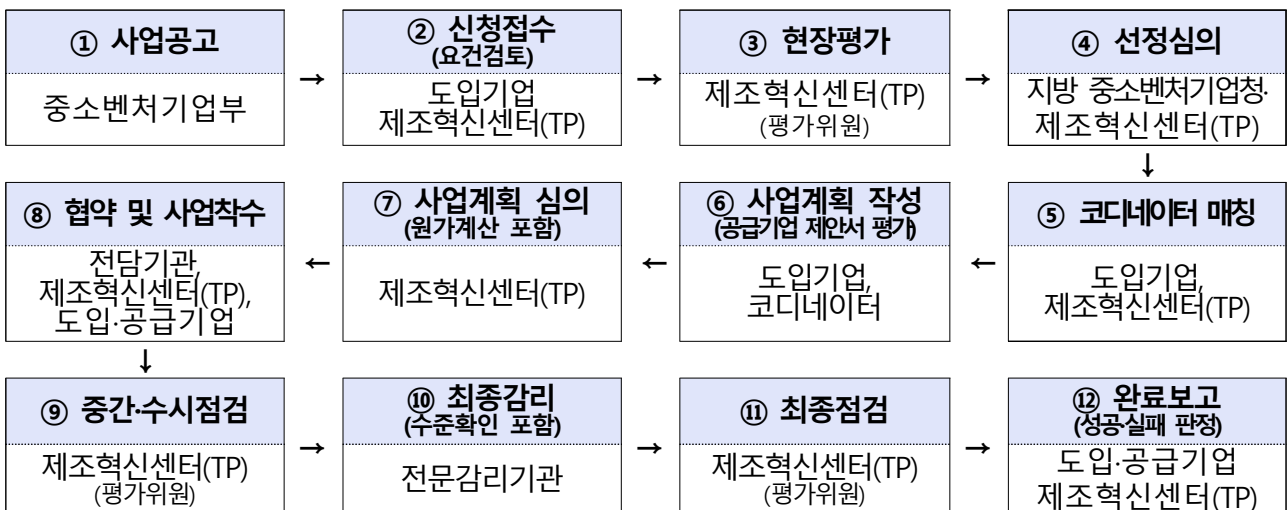 ① 사업공고
중소벤처기업부
→
② 신청접수
(요건검토)
도입기업
제조혁신센터(TP)
→
③ 현장평가
제조혁신센터(TP)
(평가위원)
→
④ 선정심의
지방 중소벤처기업청·
제조혁신센터(TP)
↓
⑤ 코디네이터 매칭
도입기업,
제조혁신센터(TP)
←
⑥ 사업계획 작성
(공급기업 제안서 평가)
도입기업,
코디네이터
←
⑦ 사업계획 심의
(원가계산 포함)
제조혁신센터(TP)
←
⑧ 협약 및 사업착수
전담기관,
제조혁신센터(TP),
도입·공급기업
↓
⑨ 중간·수시점검
제조혁신센터(TP)
(평가위원)
→
⑩ 최종감리
(수준확인 포함)
전문감리기관
→
⑪ 최종점검
제조혁신센터(TP)
(평가위원)
→
⑫ 완료보고
(성공·실패 판정)
도입·공급기업
제조혁신센터(TP)